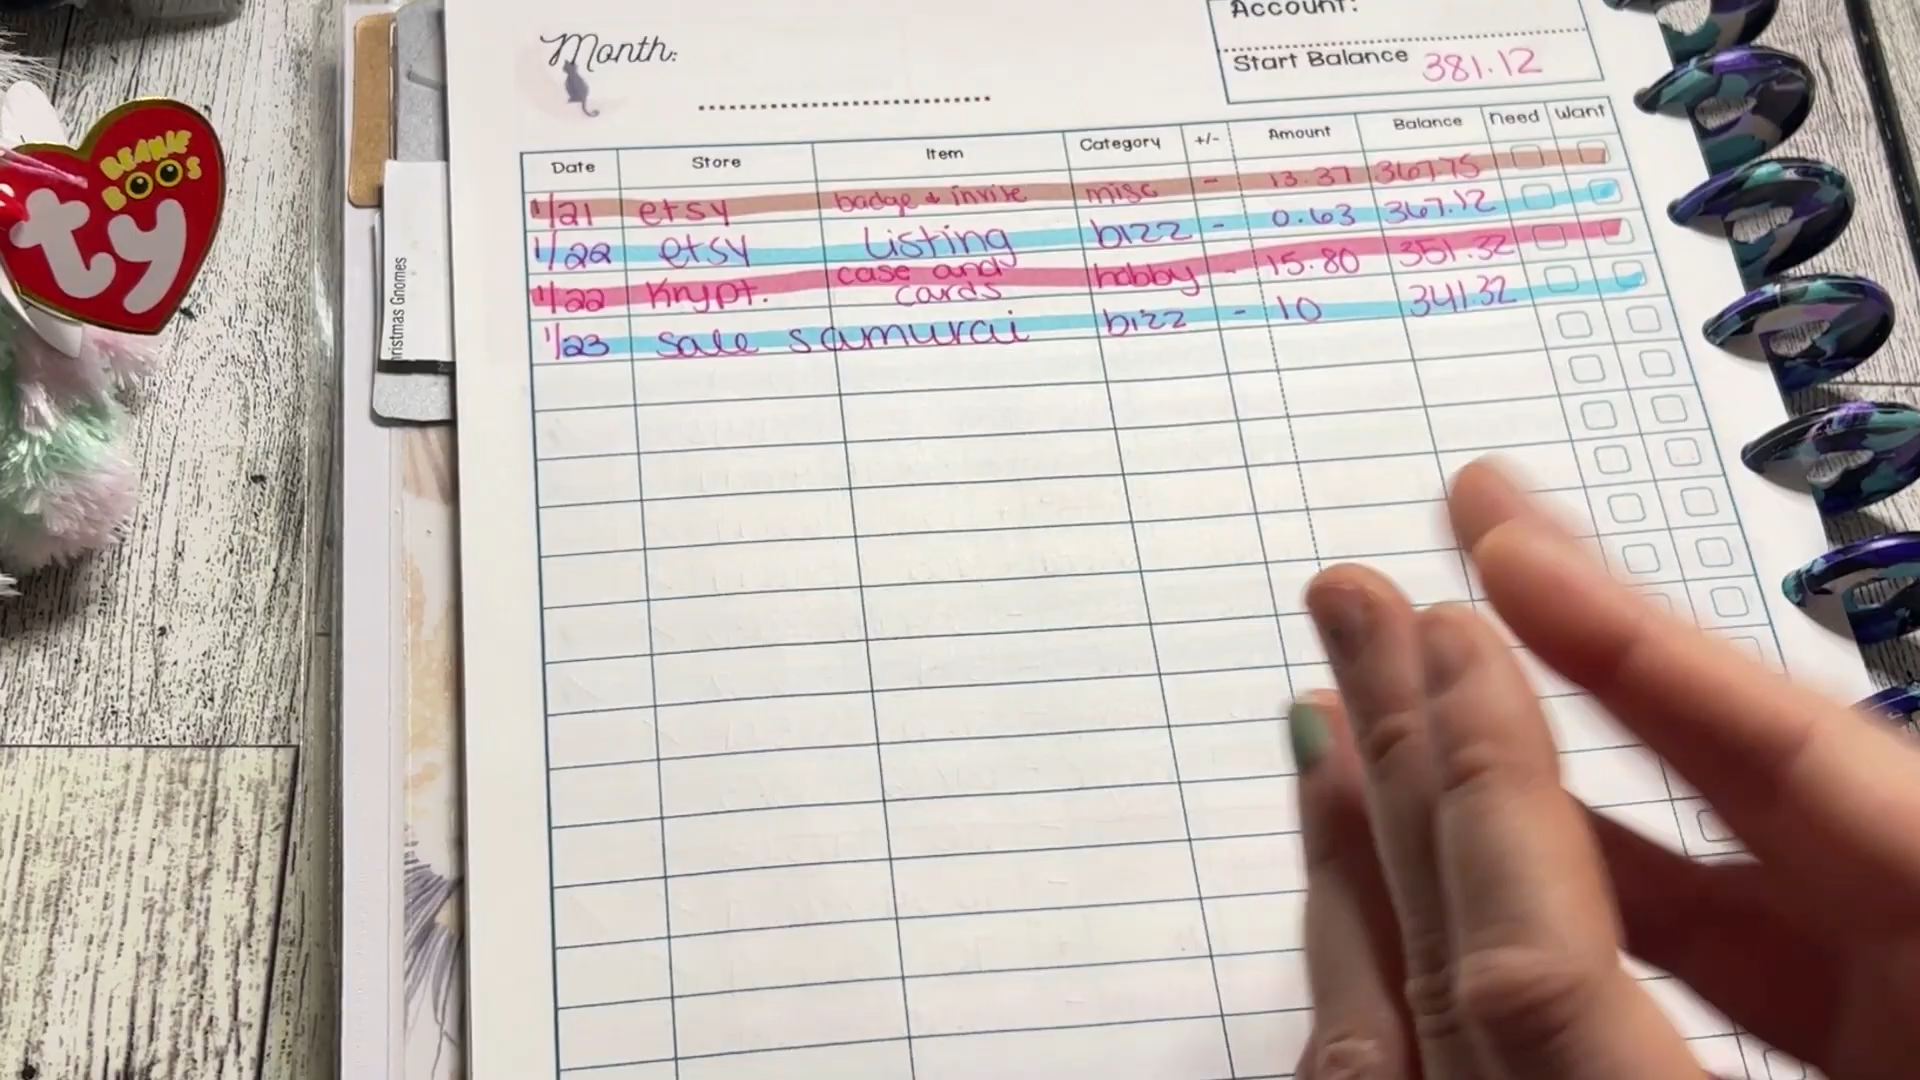 Account:
Month:
Start Balance 381.12
Date Store Item Category +/- Amount Balance Need Want
1/21 etsy badge + invite misc - 13.37 367.75
1/22 etsy Listing bizz - 0.63 367.12
1/22 Krypt. case and cards hobby - 15.80 351.32
1/23 Sale Samurai bizz - 10 341.32
BEANIE BOOS
ty
ristmas Gnomes